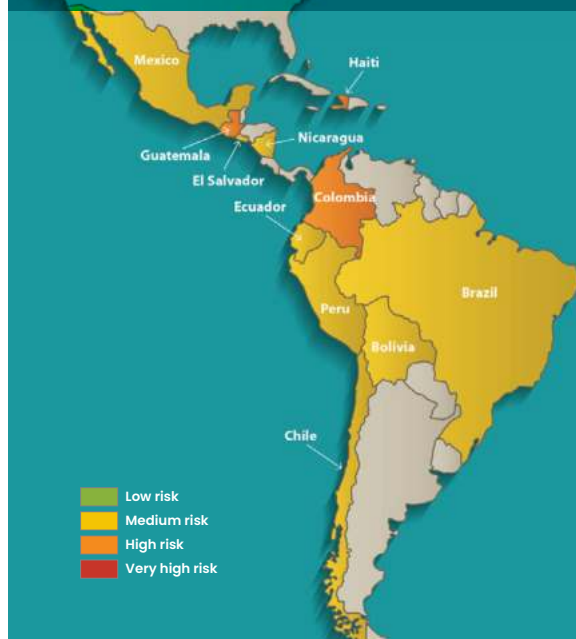 Mexico
Haiti
Guatemala
Nicaragua
El Salvador
Colombia
Ecuador
Brazil
Peru
Bolivia
Chile
Low risk
Medium risk
High risk
Very high risk